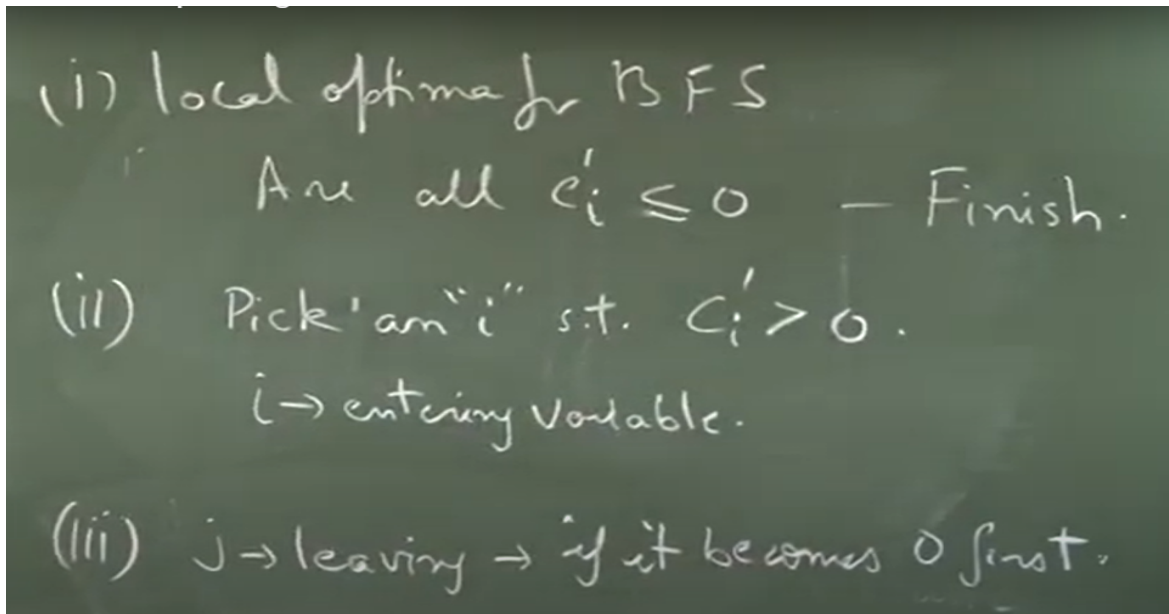 (i) local optima for BFS
Are all c'i ≤ 0 — Finish.
(ii) Pick an "i" s.t. C'i > 0.
i → entering variable.
(iii) j → leaving → if it becomes 0 first.